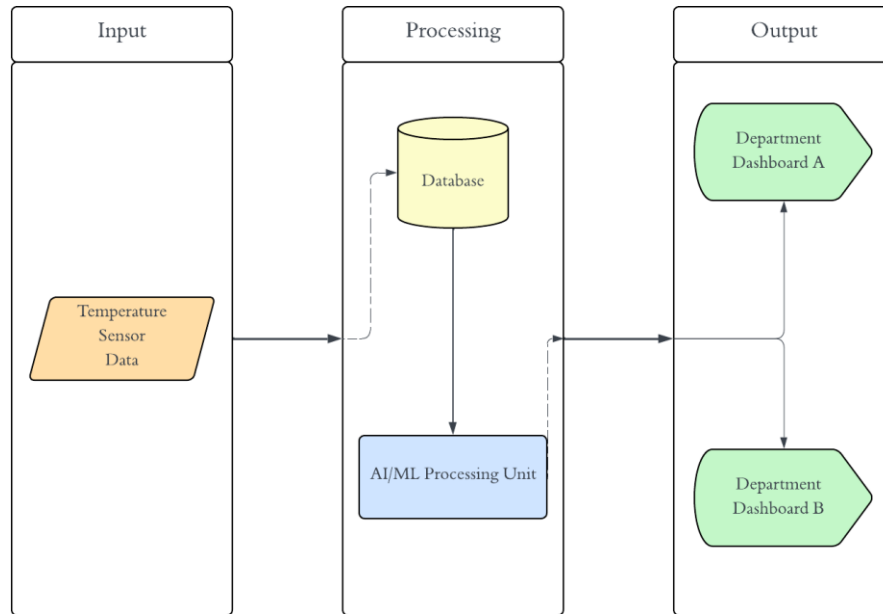 Input
Processing
Output
Temperature
Sensor
Data
Database
AI/ML Processing Unit
Department
Dashboard A
Department
Dashboard B